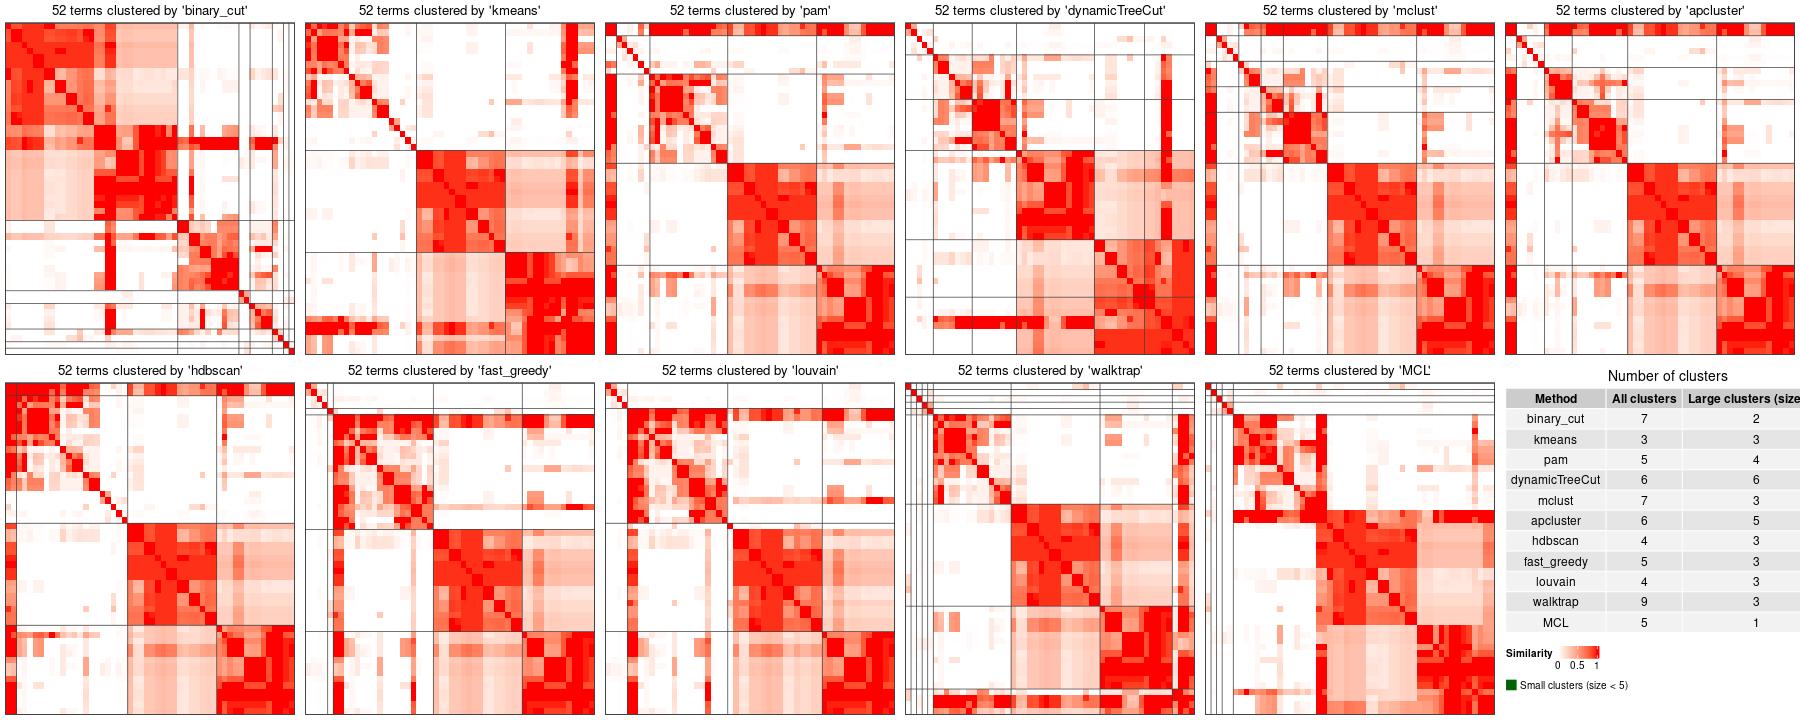 52 terms clustered by 'binary_cut'
52 terms clustered by 'kmeans'
52 terms clustered by 'pam'
52 terms clustered by 'dynamicTreeCut'
52 terms clustered by 'mclust'
52 terms clustered by 'apcluster'
52 terms clustered by 'hdbscan'
52 terms clustered by 'fast_greedy'
52 terms clustered by 'louvain'
52 terms clustered by 'walktrap'
52 terms clustered by 'MCL'
Number of clusters
Method All clusters Large clusters (size
binary_cut 7 2
kmeans 3 3
pam 5 4
dynamicTreeCut 6 6
mclust 7 3
apcluster 6 5
hdbscan 4 3
fast_greedy 5 3
louvain 4 3
walktrap 9 3
MCL 5 1
Similarity
0 0.5 1
Small clusters (size < 5)